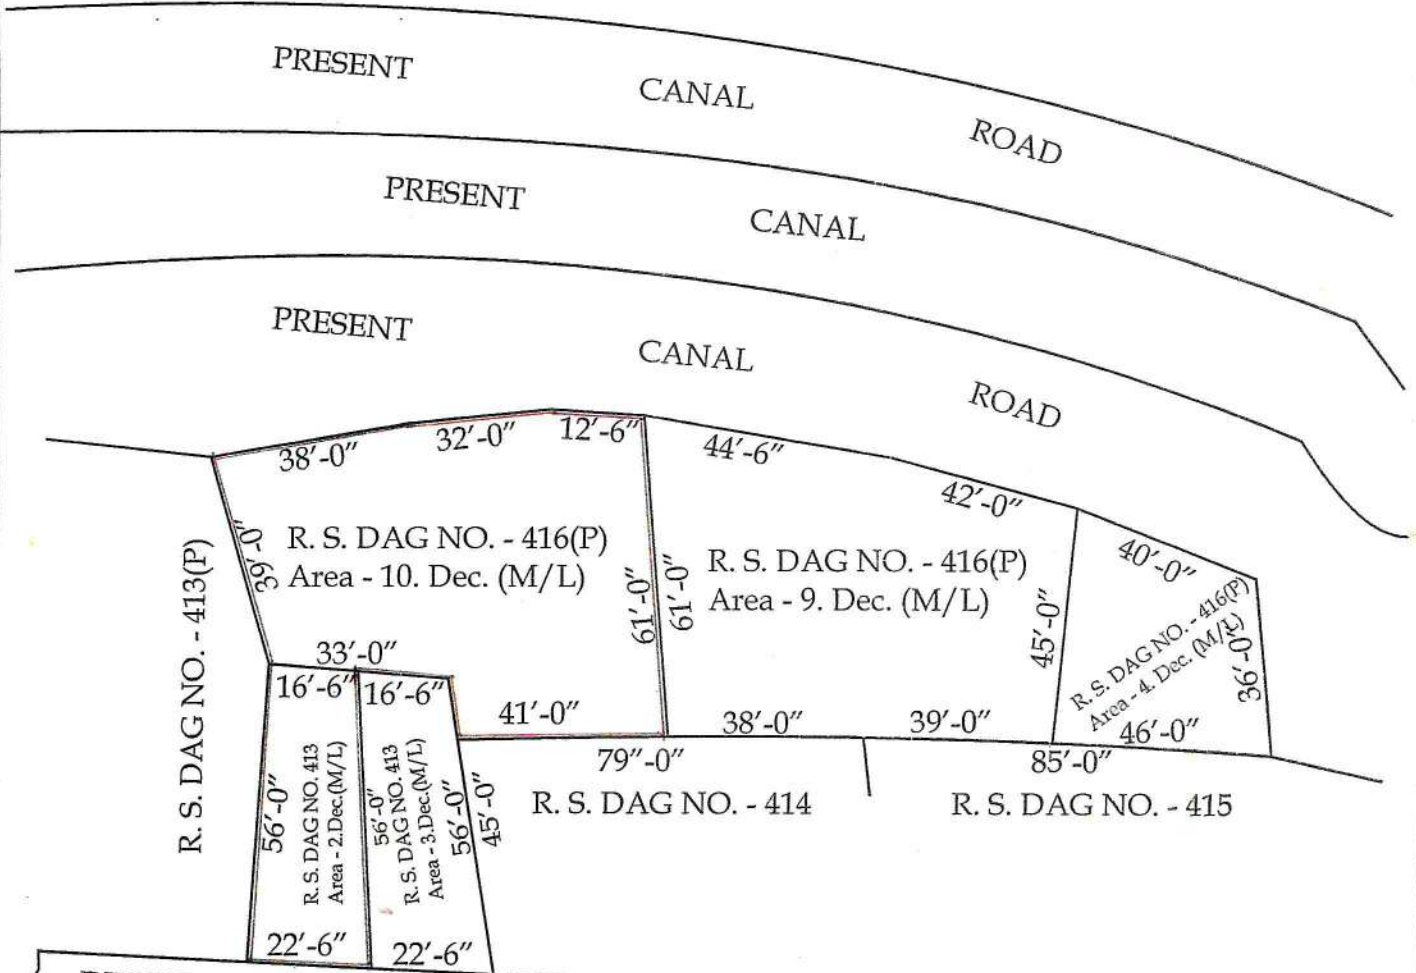 PRESENT CANAL ROAD
PRESENT CANAL
PRESENT CANAL ROAD
38'-0"
32'-0"
12'-6"
44'-6"
42'-0"
40'-0"
39'-0"
R. S. DAG NO. - 416(P)
Area - 10. Dec. (M/L)
61'-0"
61'-0"
R. S. DAG NO. - 416(P)
Area - 9. Dec. (M/L)
45'-0"
R. S. DAG NO. - 416(P)
Area - 4. Dec. (M/L)
36'-0"
R. S. DAG NO. - 413(P)
33'-0"
16'-6"
16'-6"
41'-0"
38'-0"
39'-0"
46'-0"
79"-0"
85'-0"
56'-0"
R. S. DAG NO. 413
Area - 2.Dec.(M/L)
56'-0"
R. S. DAG NO. 413
Area - 3.Dec.(M/L)
56'-0"
45'-0"
R. S. DAG NO. - 414
R. S. DAG NO. - 415
22'-6"
22'-6"